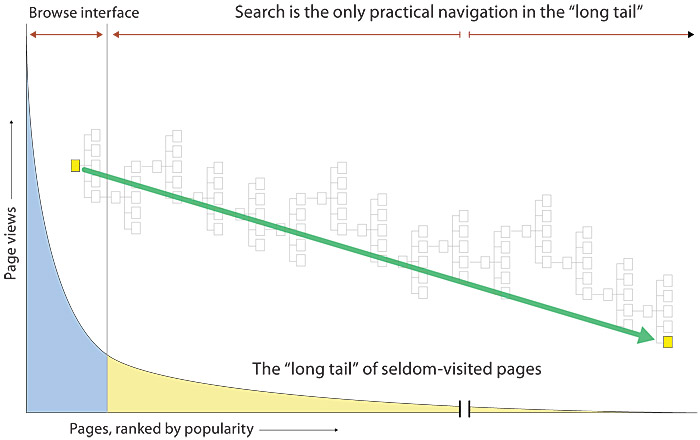 Browse interface
Search is the only practical navigation in the “long tail”
Page views
The “long tail” of seldom-visited pages
Pages, ranked by popularity